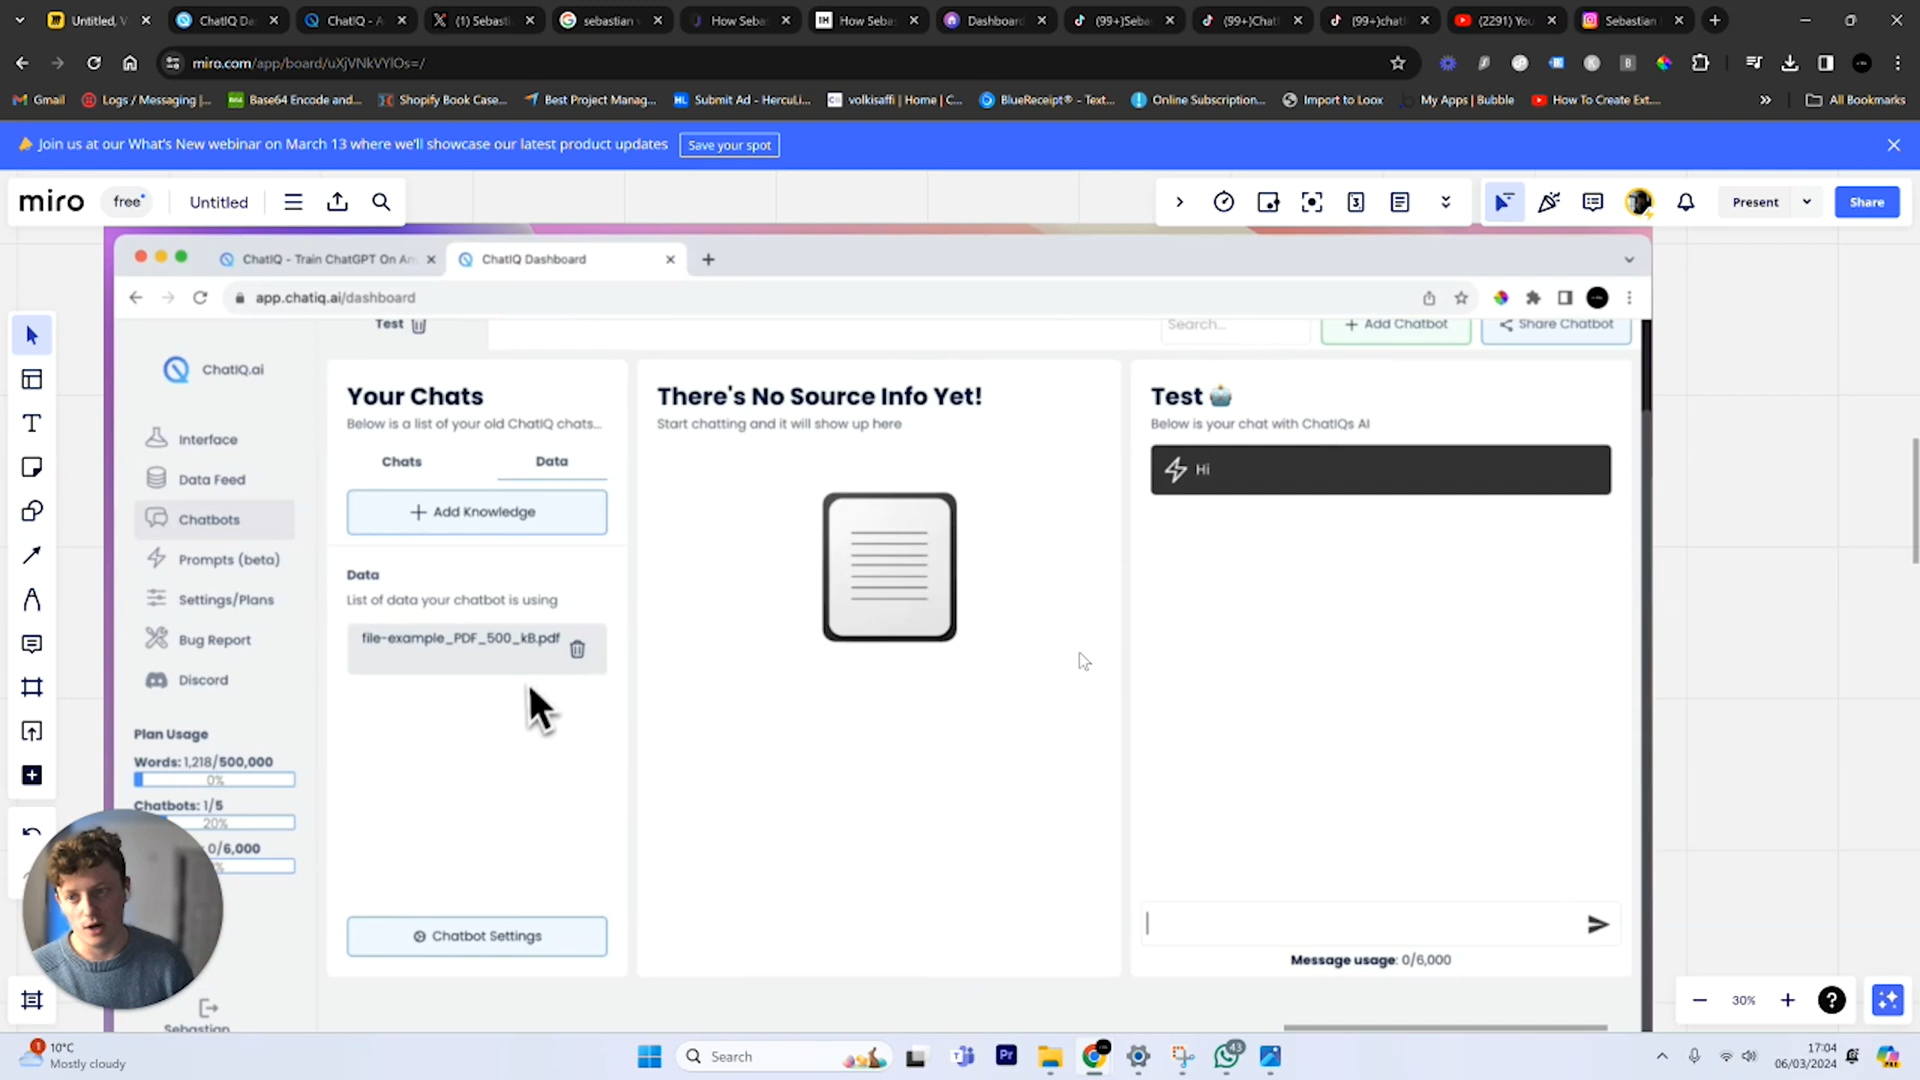 Untitled, V
ChatIQ Da
ChatIQ - A
(1) Sebasti
sebastian v
How Seba
How Sebas
Dashboard
(99+)Seba
(99+)Chat
(99+)chat
(2291) You
Sebastian
miro.com/app/board/uXjVNkVYlOs=/
Gmail
Logs / Messaging |...
Base64 Encode and...
Shopify Book Case...
Best Project Manag...
Submit Ad - HercuLi...
volkisaffi | Home | C...
BlueReceipt® - Text...
Online Subscription...
Import to Loox
My Apps | Bubble
How To Create Ext....
All Bookmarks
Join us at our What's New webinar on March 13 where we'll showcase our latest product updates
Save your spot
miro
free
Untitled
Present
Share
ChatIQ - Train ChatGPT On An
ChatIQ Dashboard
app.chatiq.ai/dashboard
Test
Search...
+ Add Chatbot
Share Chatbot
ChatIQ.ai
Interface
Data Feed
Chatbots
Prompts (beta)
Settings/Plans
Bug Report
Discord
Plan Usage
Words: 1,218/500,000
0%
Chatbots: 1/5
20%
0/6,000
Sebastian
Your Chats
Below is a list of your old ChatIQ chats...
Chats
Data
+ Add Knowledge
Data
List of data your chatbot is using
file-example_PDF_500_kB.pdf
Chatbot Settings
There's No Source Info Yet!
Start chatting and it will show up here
Test
Below is your chat with ChatIQs AI
Hi
Message usage: 0/6,000
30%
10°C
Mostly cloudy
Search
Pr
43
17:04
06/03/2024